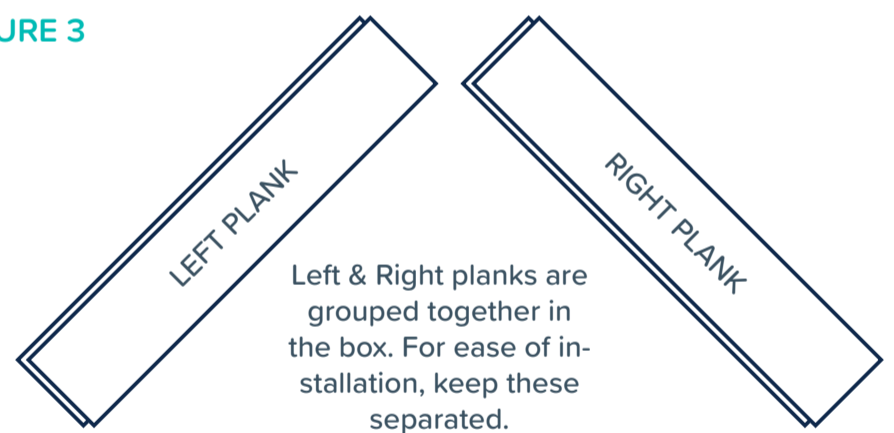 URE 3
LEFT PLANK
RIGHT PLANK
Left & Right planks are
grouped together in
the box. For ease of in-
stallation, keep these
separated.